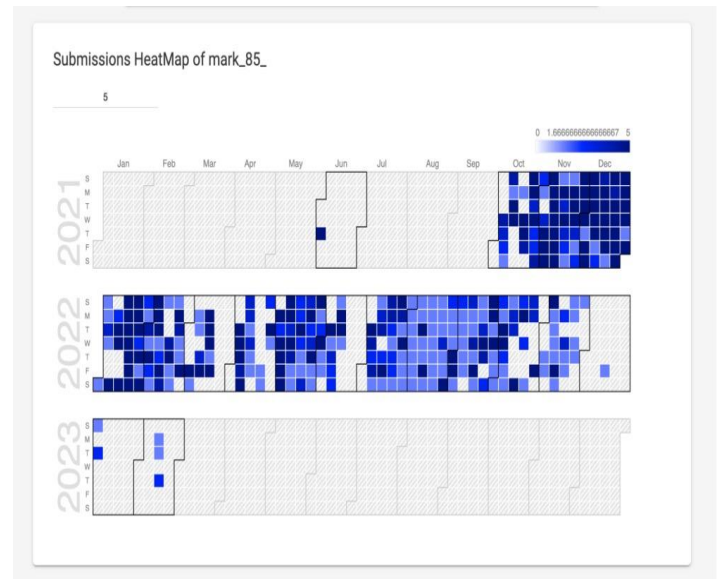 Submissions HeatMap of mark_85_
5
0 1.6666666666666667 5
Jan Feb Mar Apr May Jun Jul Aug Sep Oct Nov Dec
2021
S
M
T
W
T
F
S
2022
S
M
T
W
T
F
S
2023
S
M
T
W
T
F
S